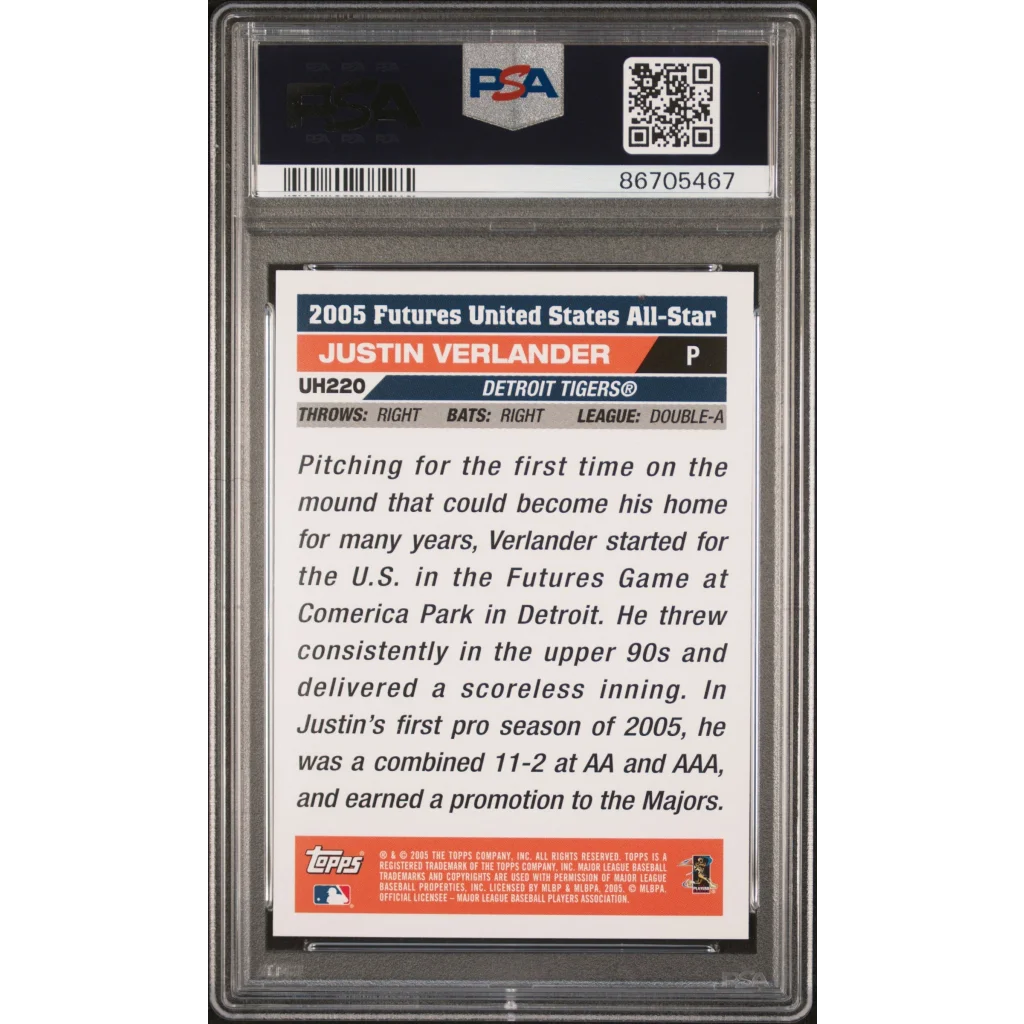 PSA
PSA
86705467
2005 Futures United States All-Star
JUSTIN VERLANDER P
UH220 DETROIT TIGERS®
THROWS: RIGHT BATS: RIGHT LEAGUE: DOUBLE-A
Pitching for the first time on the
mound that could become his home
for many years, Verlander started for
the U.S. in the Futures Game at
Comerica Park in Detroit. He threw
consistently in the upper 90s and
delivered a scoreless inning. In
Justin's first pro season of 2005, he
was a combined 11-2 at AA and AAA,
and earned a promotion to the Majors.
Topps
® & © 2005 THE TOPPS COMPANY, INC. ALL RIGHTS RESERVED. TOPPS IS A
REGISTERED TRADEMARK OF THE TOPPS COMPANY, INC. MAJOR LEAGUE BASEBALL
TRADEMARKS AND COPYRIGHTS ARE USED WITH PERMISSION OF MAJOR LEAGUE
BASEBALL PROPERTIES, INC. LICENSED BY MLBP & MLBPA, 2005. © MLBPA.
OFFICIAL LICENSEE – MAJOR LEAGUE BASEBALL PLAYERS ASSOCIATION.
PLAYERS
PSA